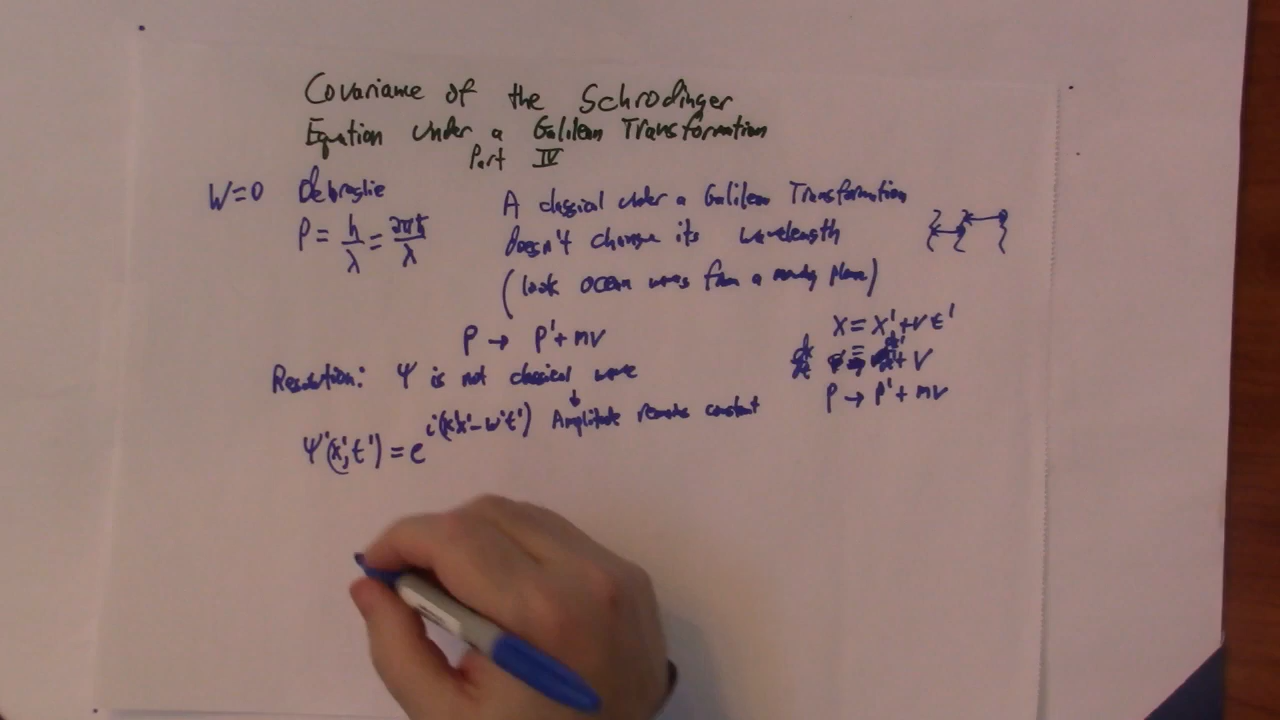 Covariance of the Schrodinger
Equation under a Galilean Transformation
Part IV
W=0 Debroglie
P = h/λ = 2πħ/λ
A classical under a Galilean Transformation
doesn't change its wavelength
(look ocean waves from a moving plane)
P → P'+mv
X = X'+vt'
+ V
P → P'+mv
Resolution: Ψ is not classical wave
↓
Amplitude remains constant
Ψ'(x',t') = e^i(kx'-ω't')